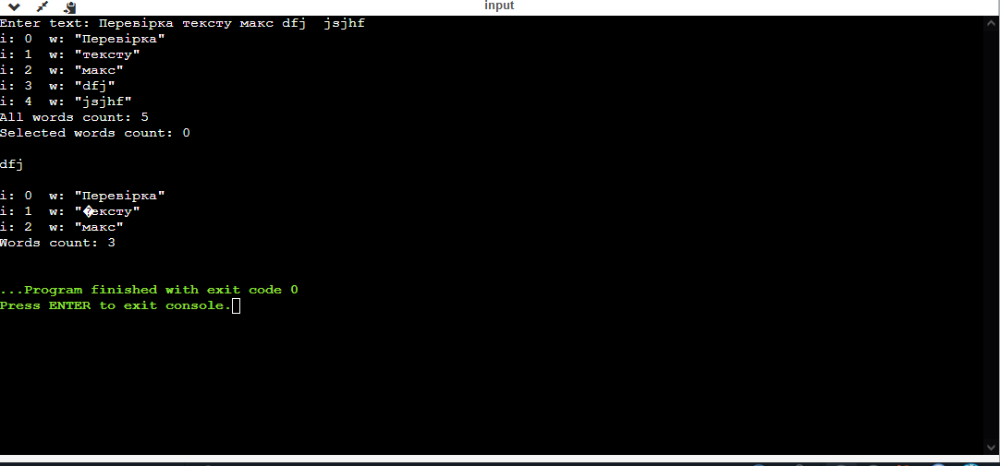 input
Enter text: Перевірка тексту макс dfj  jsjhf
i: 0  w: "Перевірка"
i: 1  w: "тексту"
i: 2  w: "макс"
i: 3  w: "dfj"
i: 4  w: "jsjhf"
All words count: 5
Selected words count: 0
dfj
i: 0  w: "Перевірка"
i: 1  w: "�ексту"
i: 2  w: "макс"
Words count: 3
...Program finished with exit code 0
Press ENTER to exit console.